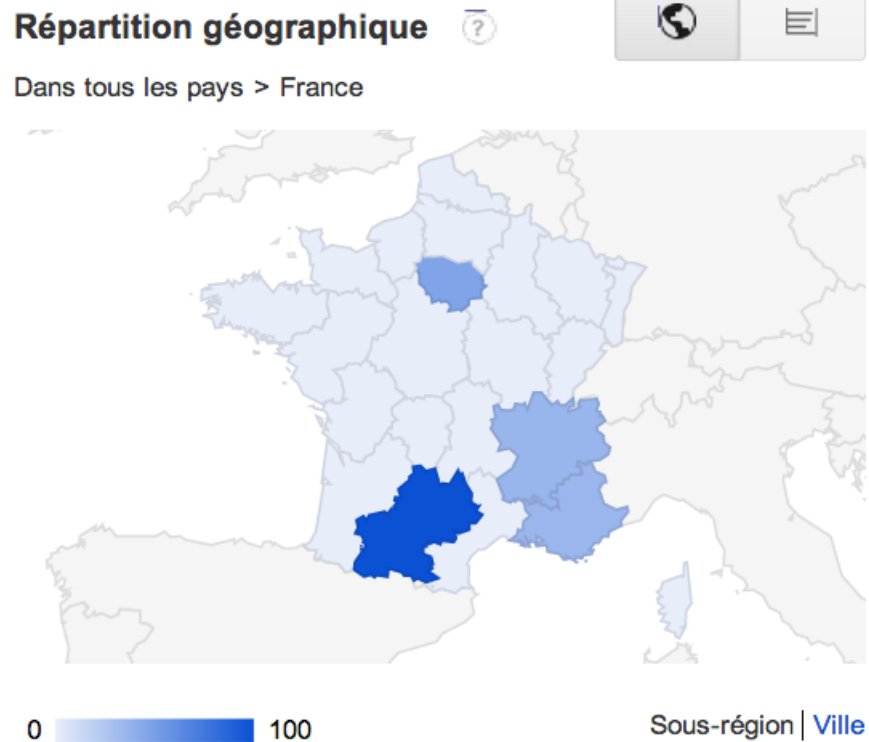 Répartition géographique ?
Dans tous les pays > France
0 100
Sous-région | Ville